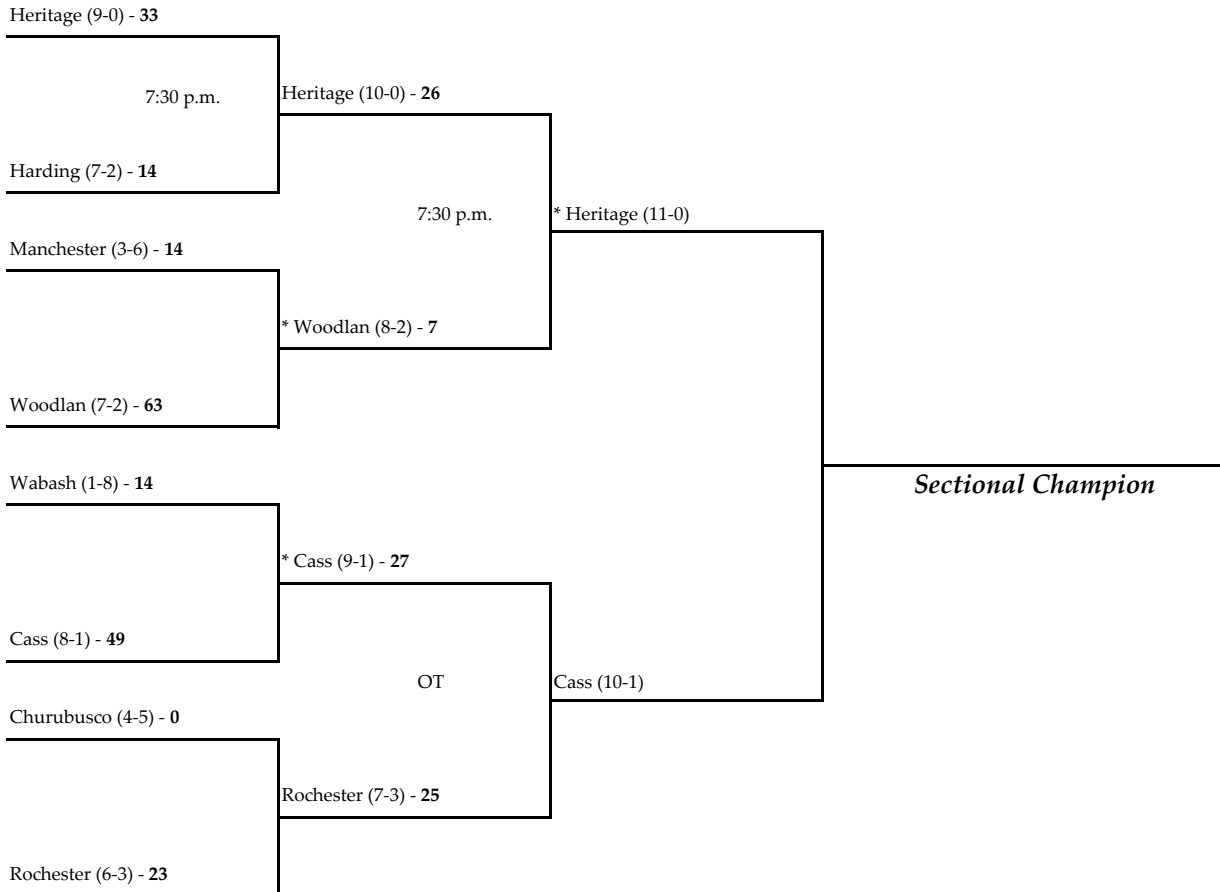 Heritage (9-0) - 33
7:30 p.m.
Heritage (10-0) - 26
Harding (7-2) - 14
7:30 p.m.
* Heritage (11-0)
Manchester (3-6) - 14
* Woodlan (8-2) - 7
Woodlan (7-2) - 63
Wabash (1-8) - 14
Sectional Champion
* Cass (9-1) - 27
Cass (8-1) - 49
OT
Cass (10-1)
Churubusco (4-5) - 0
Rochester (7-3) - 25
Rochester (6-3) - 23